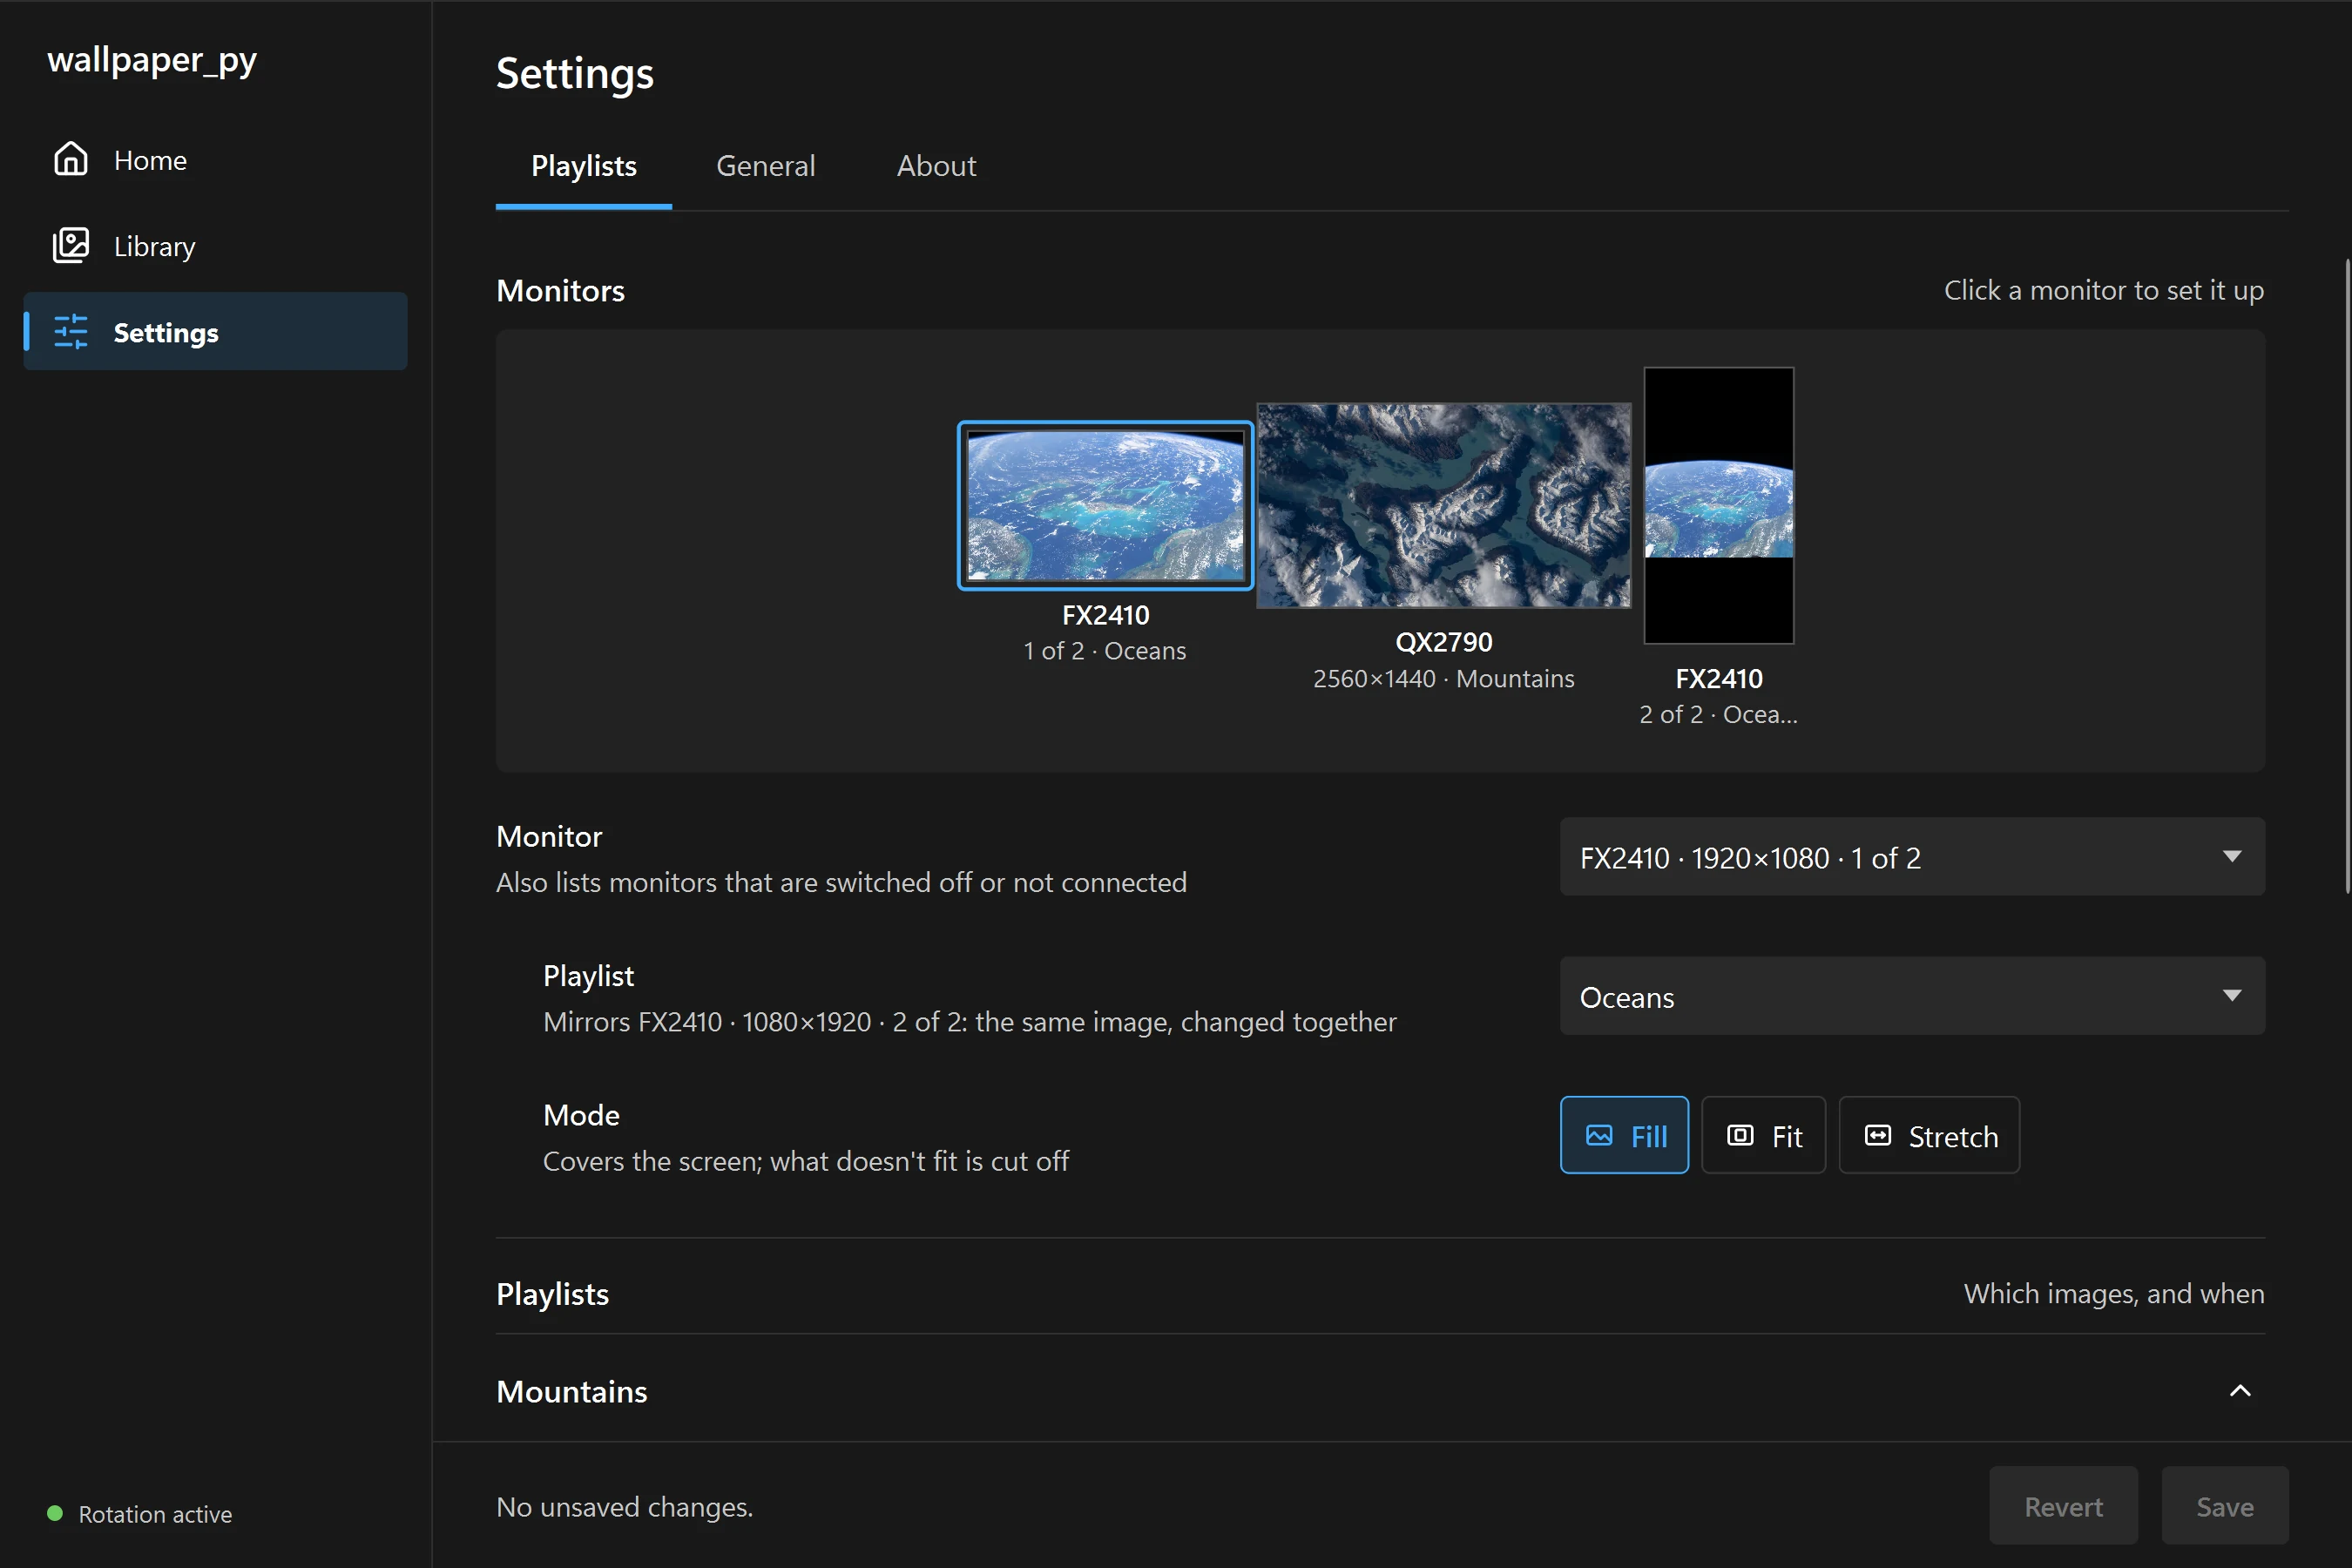 wallpaper_py
Home
Library
Settings
Rotation active
Settings
Playlists
General
About
Monitors
Click a monitor to set it up
FX2410
1 of 2 · Oceans
QX2790
2560×1440 · Mountains
FX2410
2 of 2 · Ocea...
Monitor
Also lists monitors that are switched off or not connected
FX2410 · 1920×1080 · 1 of 2
Playlist
Mirrors FX2410 · 1080×1920 · 2 of 2: the same image, changed together
Oceans
Mode
Covers the screen; what doesn't fit is cut off
Fill
Fit
Stretch
Playlists
Which images, and when
Mountains
No unsaved changes.
Revert
Save